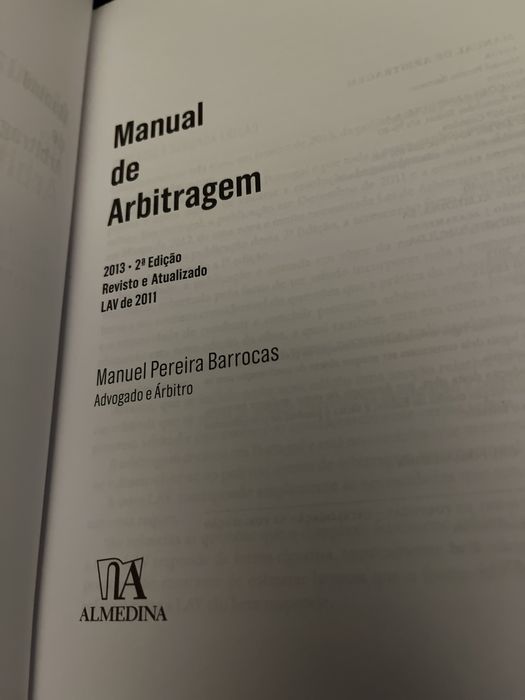 Manual
de
Arbitragem
2013 • 2ª Edição
Revisto e Atualizado
LAV de 2011
Manuel Pereira Barrocas
Advogado e Árbitro
ALMEDINA